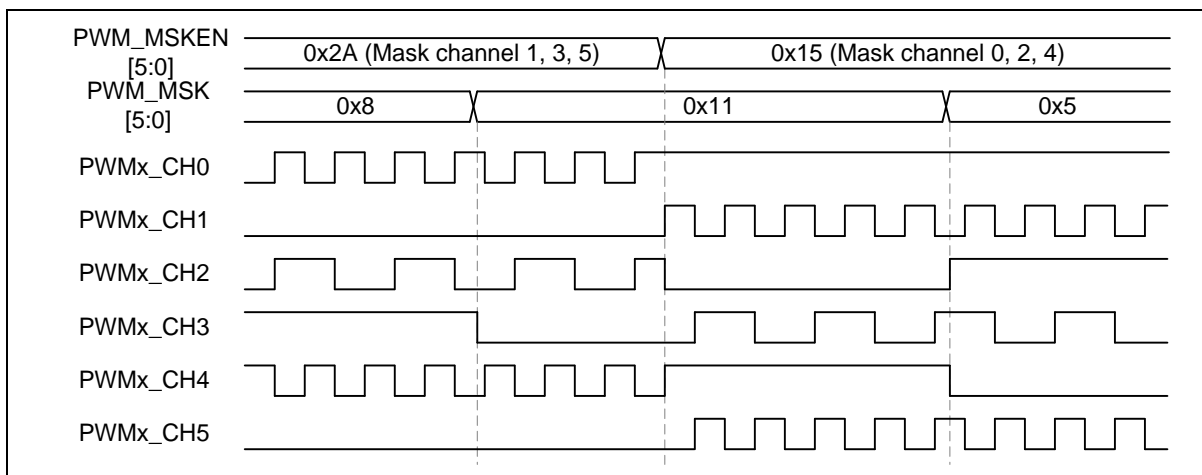 PWM_MSKEN
[5:0]
0x2A (Mask channel 1, 3, 5)
0x15 (Mask channel 0, 2, 4)
PWM_MSK
[5:0]
0x8
0x11
0x5
PWMx_CH0
PWMx_CH1
PWMx_CH2
PWMx_CH3
PWMx_CH4
PWMx_CH5